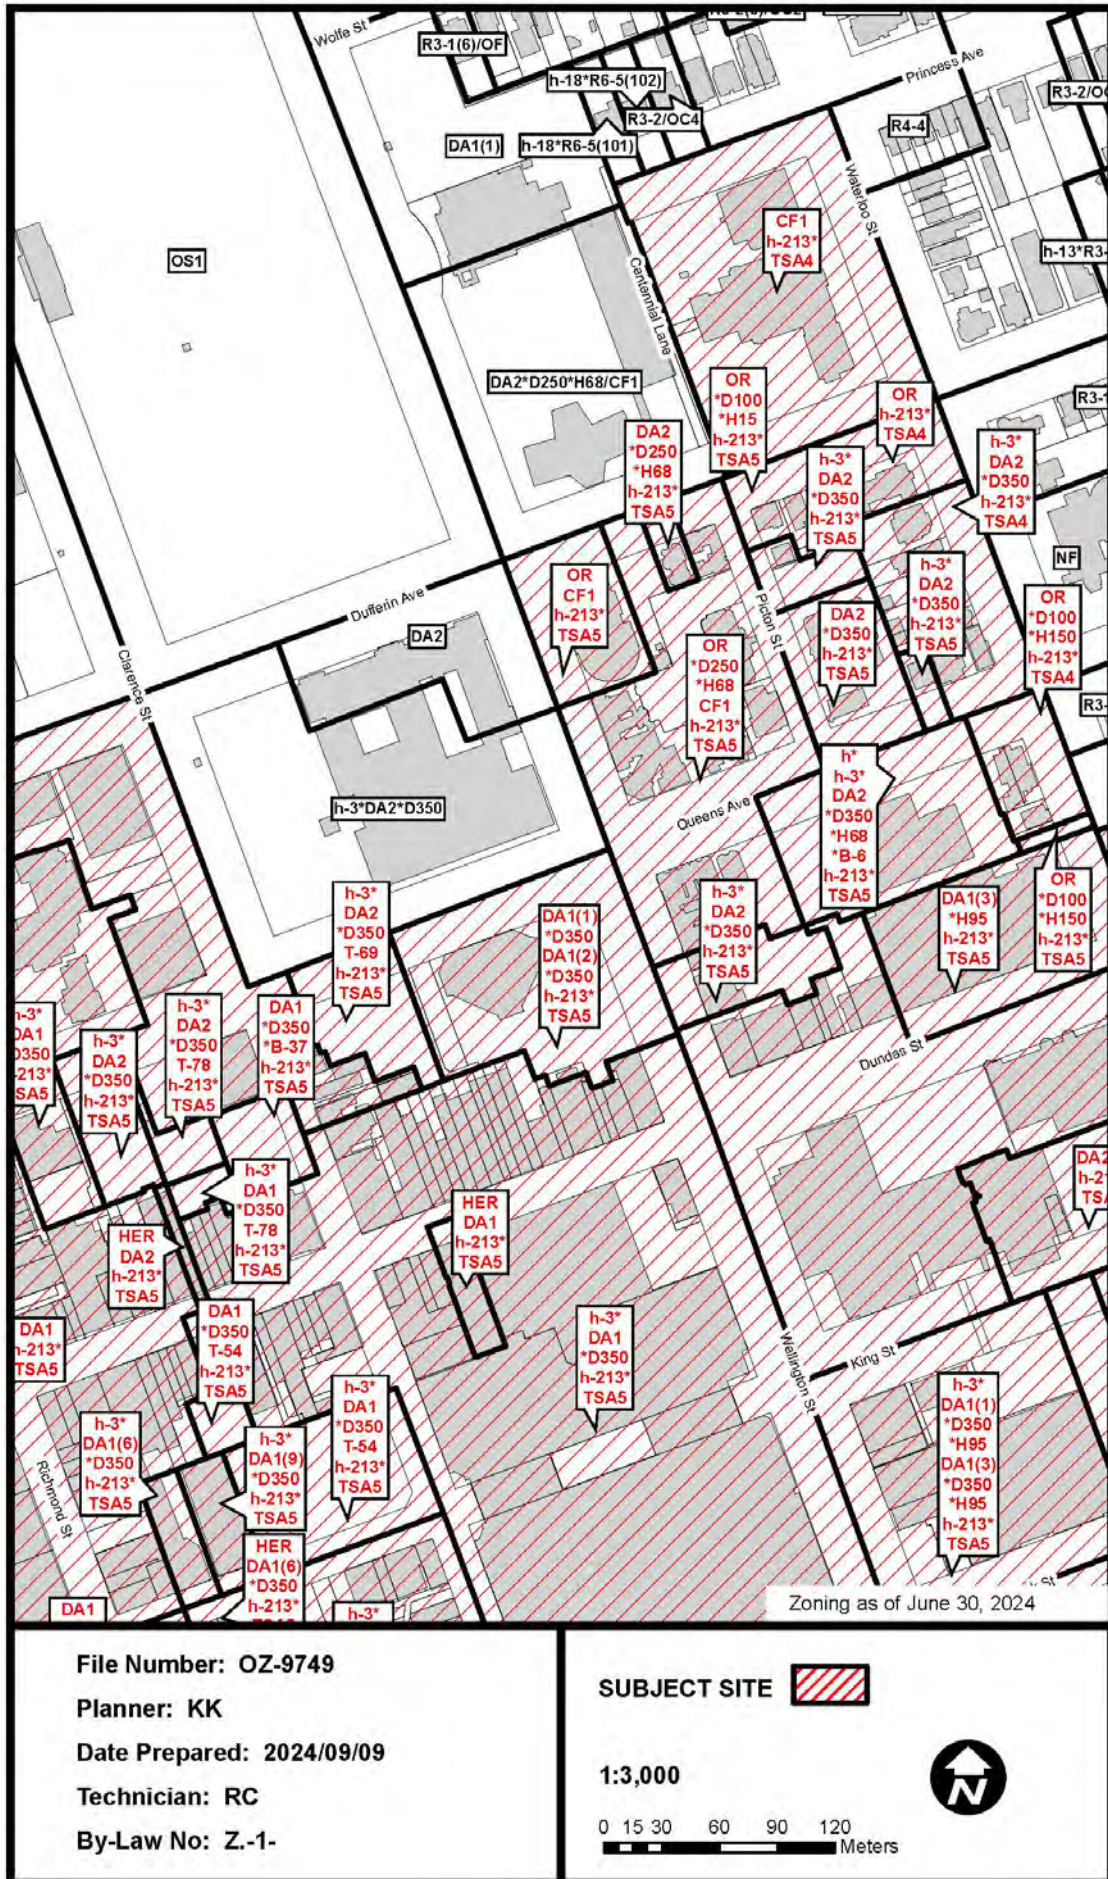 Wolfe St
R3-1(6)/OF
Princess Ave
h-18*R6-5(102)
R3-2/OC4
R4-4
DA1(1)
h-18*R6-5(101)
Waterloo St
CF1
h-213*
TSA4
OS1
Centennial Lane
DA2*D250*H68/CF1
OR
*D100
*H15
h-213*
TSA5
OR
h-213*
TSA4
DA2
*D250
*H68
h-213*
TSA5
h-3*
DA2
*D350
h-213*
TSA5
h-3*
DA2
*D350
h-213*
TSA4
NF
OR
CF1
h-213*
TSA5
Dufferin Ave
DA2
Picton St
DA2
*D350
h-213*
TSA5
h-3*
DA2
*D350
h-213*
TSA5
OR
*D100
*H150
h-213*
TSA4
Clarence St
OR
*D250
*H68
CF1
h-213*
TSA5
h-3*DA2*D350
Queens Ave
h*
h-3*
DA2
*D350
*H68
*B-6
h-213*
TSA5
h-3*
DA2
*D350
T-69
h-213*
TSA5
DA1(1)
*D350
DA1(2)
*D350
h-213*
TSA5
h-3*
DA2
*D350
h-213*
TSA5
DA1(3)
*H95
h-213*
TSA5
OR
*D100
*H150
h-213*
TSA5
h-3*
DA2
*D350
h-213*
TSA5
h-3*
DA2
*D350
T-78
h-213*
TSA5
DA1
*D350
*B-37
h-213*
TSA5
Dundas St
h-3*
DA1
*D350
T-78
h-213*
TSA5
HER
DA2
h-213*
TSA5
HER
DA1
h-213*
TSA5
DA1
h-213*
TSA5
DA1
*D350
T-54
h-213*
TSA5
h-3*
DA1
*D350
h-213*
TSA5
Wellington St
King St
h-3*
DA1(6)
*D350
h-213*
TSA5
h-3*
DA1(9)
*D350
h-213*
TSA5
h-3*
DA1
*D350
T-54
h-213*
TSA5
h-3*
DA1(1)
*D350
*H95
DA1(3)
*D350
*H95
h-213*
TSA5
Richmond St
HER
DA1(6)
*D350
h-213*
DA1
h-3*
Zoning as of June 30, 2024
File Number: OZ-9749
Planner: KK
Date Prepared: 2024/09/09
Technician: RC
By-Law No: Z.-1-
SUBJECT SITE
1:3,000
N
0 15 30 60 90 120
Meters